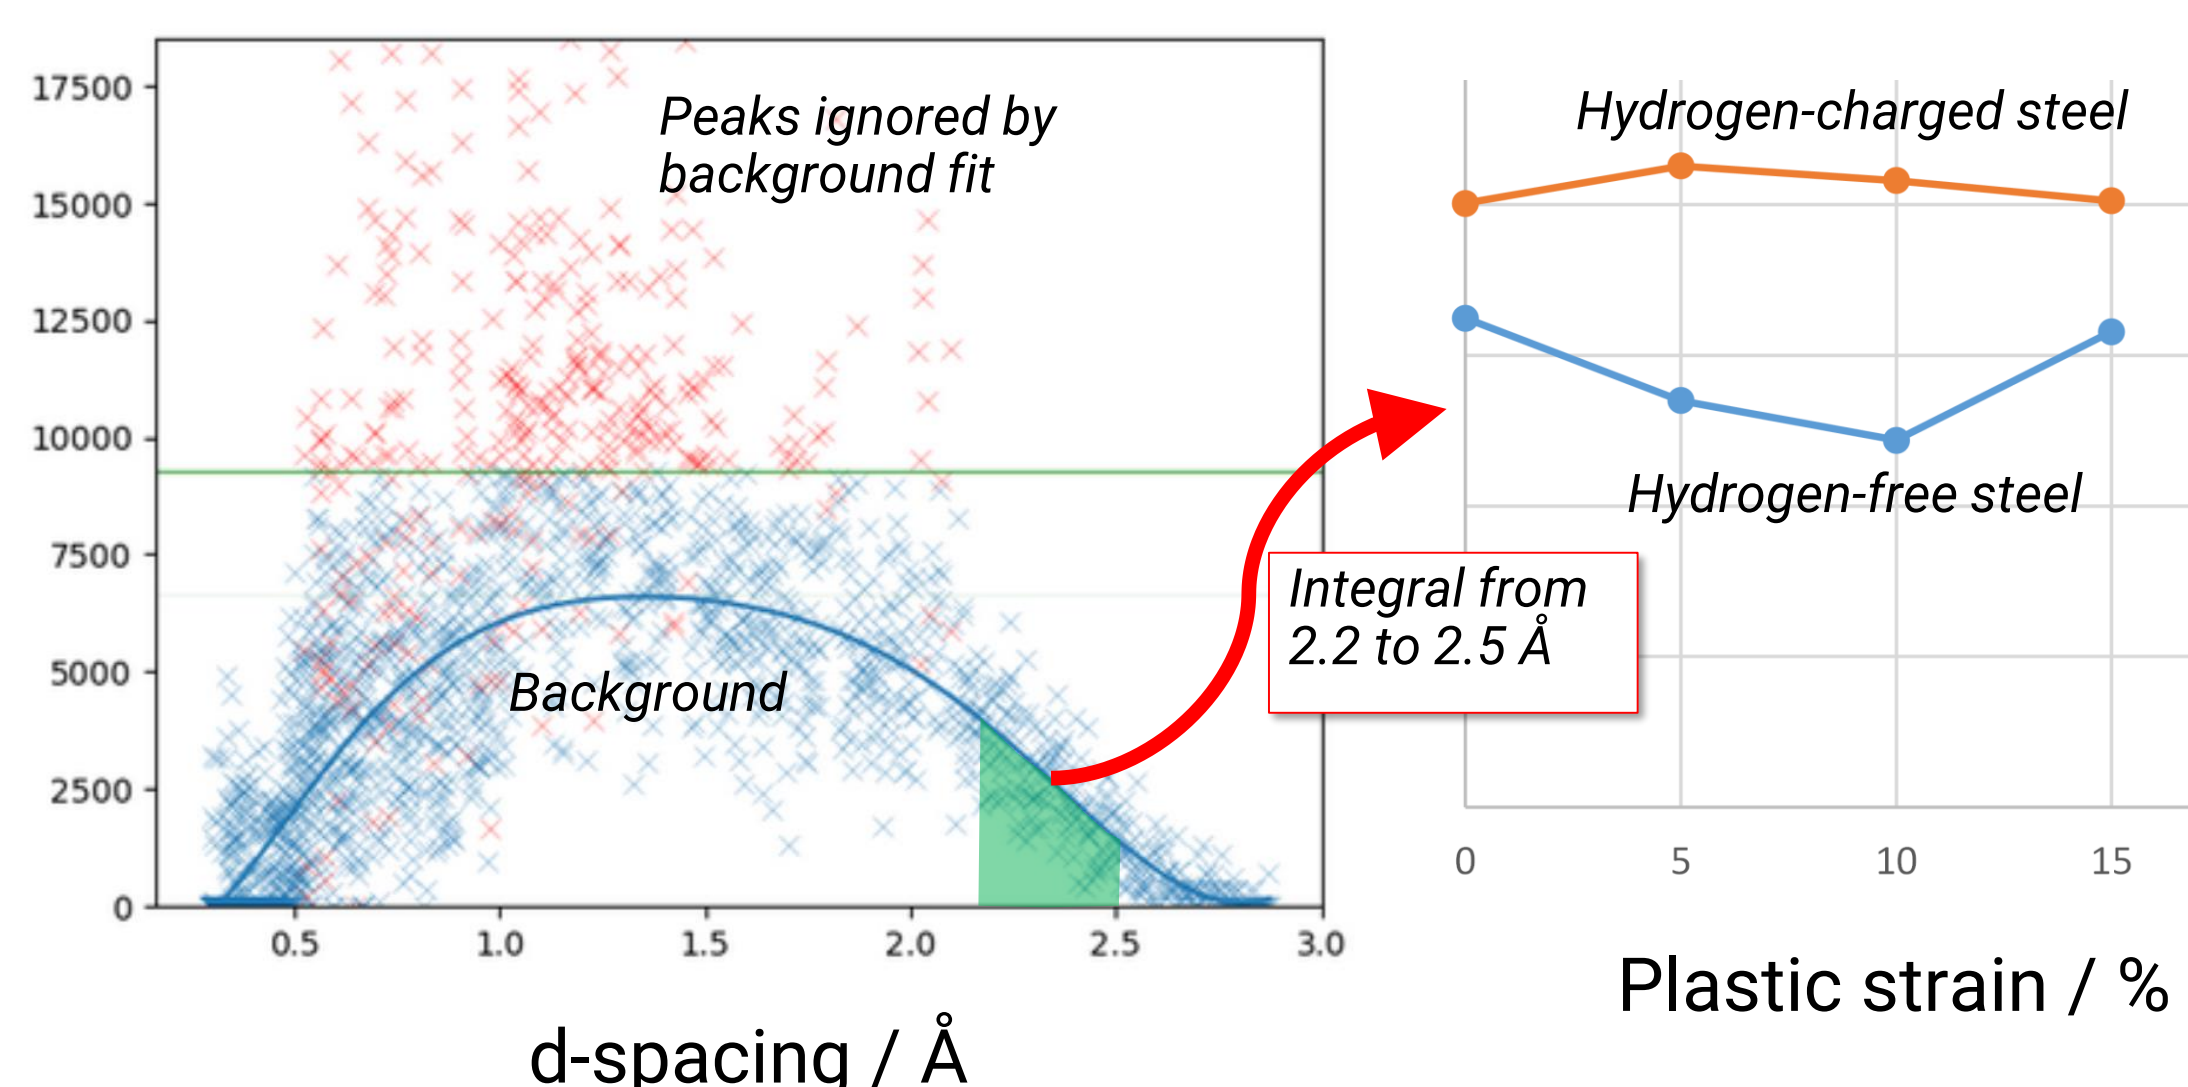 17500
15000
12500
10000
7500
5000
2500
0
0.5 1.0 1.5 2.0 2.5 3.0
d-spacing / Å
Peaks ignored by
background fit
Background
Integral from
2.2 to 2.5 Å
Hydrogen-charged steel
Hydrogen-free steel
0 5 10 15
Plastic strain / %